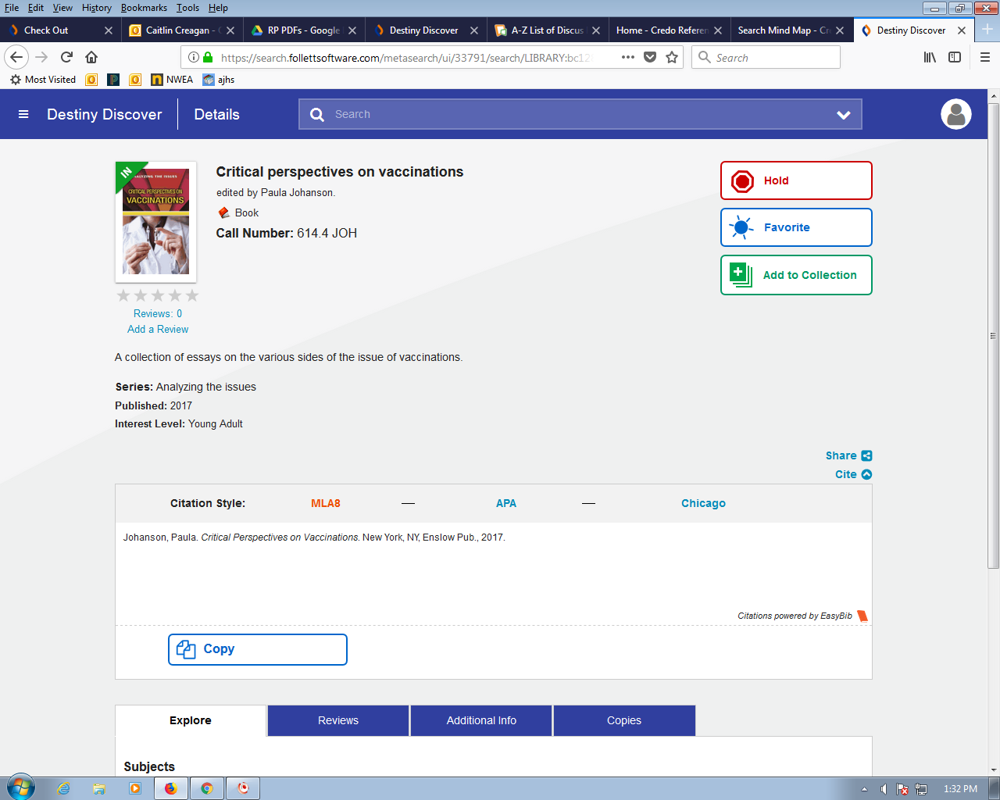 File Edit View History Bookmarks Tools Help
Check Out
Caitlin Creagan -
RP PDFs - Google
Destiny Discover
A-Z List of Discus
Home - Credo Referen
Search Mind Map -
Destiny Discover
https://search.follettsoftware.com/metasearch/ui/33791/search/LIBRARY:bc12
Search
Most Visited
NWEA
ajhs
Destiny Discover
Details
Search
IN
ANALYZING THE ISSUES
CRITICAL PERSPECTIVES ON
VACCINATIONS
Critical perspectives on vaccinations
edited by Paula Johanson.
Book
Call Number: 614.4 JOH
Hold
Favorite
Add to Collection
Reviews: 0
Add a Review
A collection of essays on the various sides of the issue of vaccinations.
Series: Analyzing the issues
Published: 2017
Interest Level: Young Adult
Share
Cite
Citation Style: MLA8 — APA — Chicago
Johanson, Paula. Critical Perspectives on Vaccinations. New York, NY, Enslow Pub., 2017.
Citations powered by EasyBib
Copy
Explore
Reviews
Additional Info
Copies
Subjects
1:32 PM